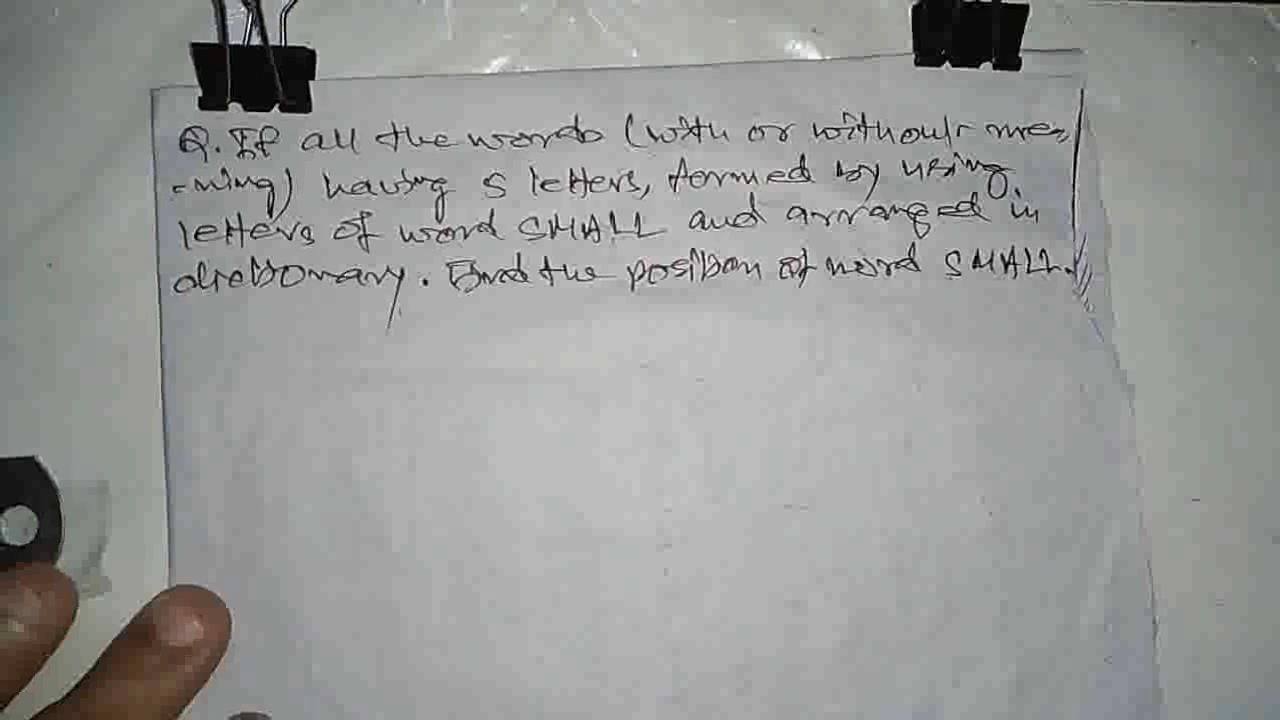 Q. If all the words (with or without mea
-ning) having 5 letters, formed by using
letters of word SMALL and arranged in
dictionary. Find the position of word SMALL.